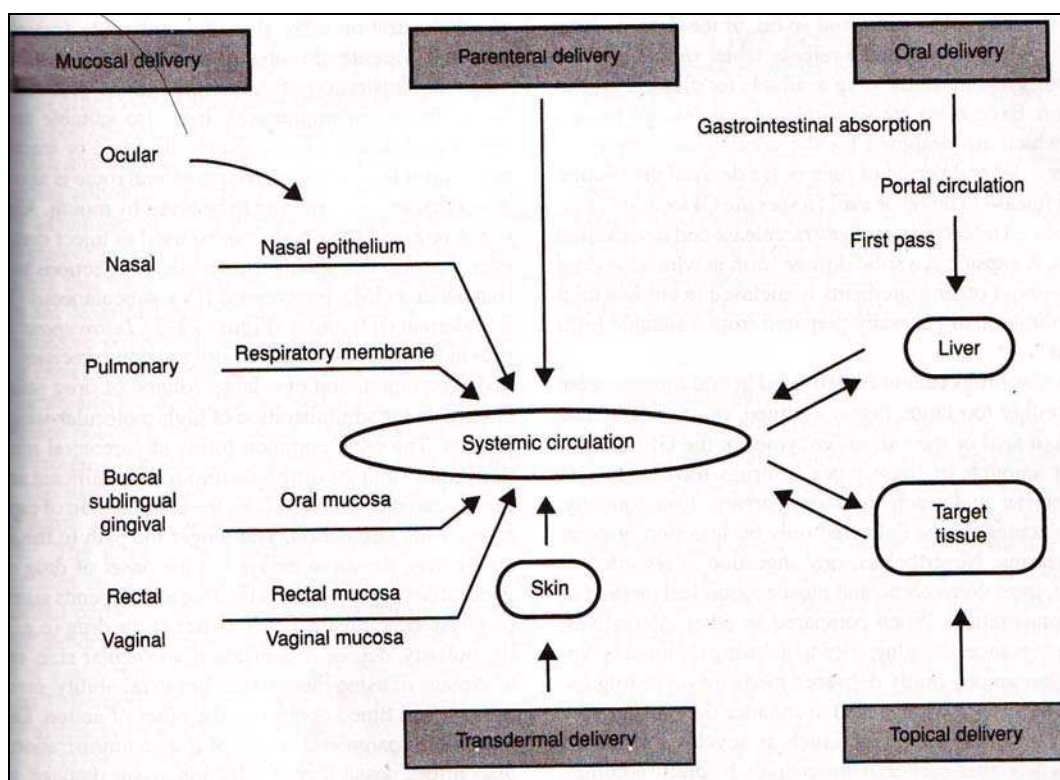 Mucosal delivery
Parenteral delivery
Oral delivery
Gastrointestinal absorption
Ocular
Portal circulation
Nasal epithelium
First pass
Nasal
Respiratory membrane
Pulmonary
Liver
Systemic circulation
Buccal
sublingual
gingival
Oral mucosa
Target
tissue
Skin
Rectal
Rectal mucosa
Vaginal
Vaginal mucosa
Transdermal delivery
Topical delivery